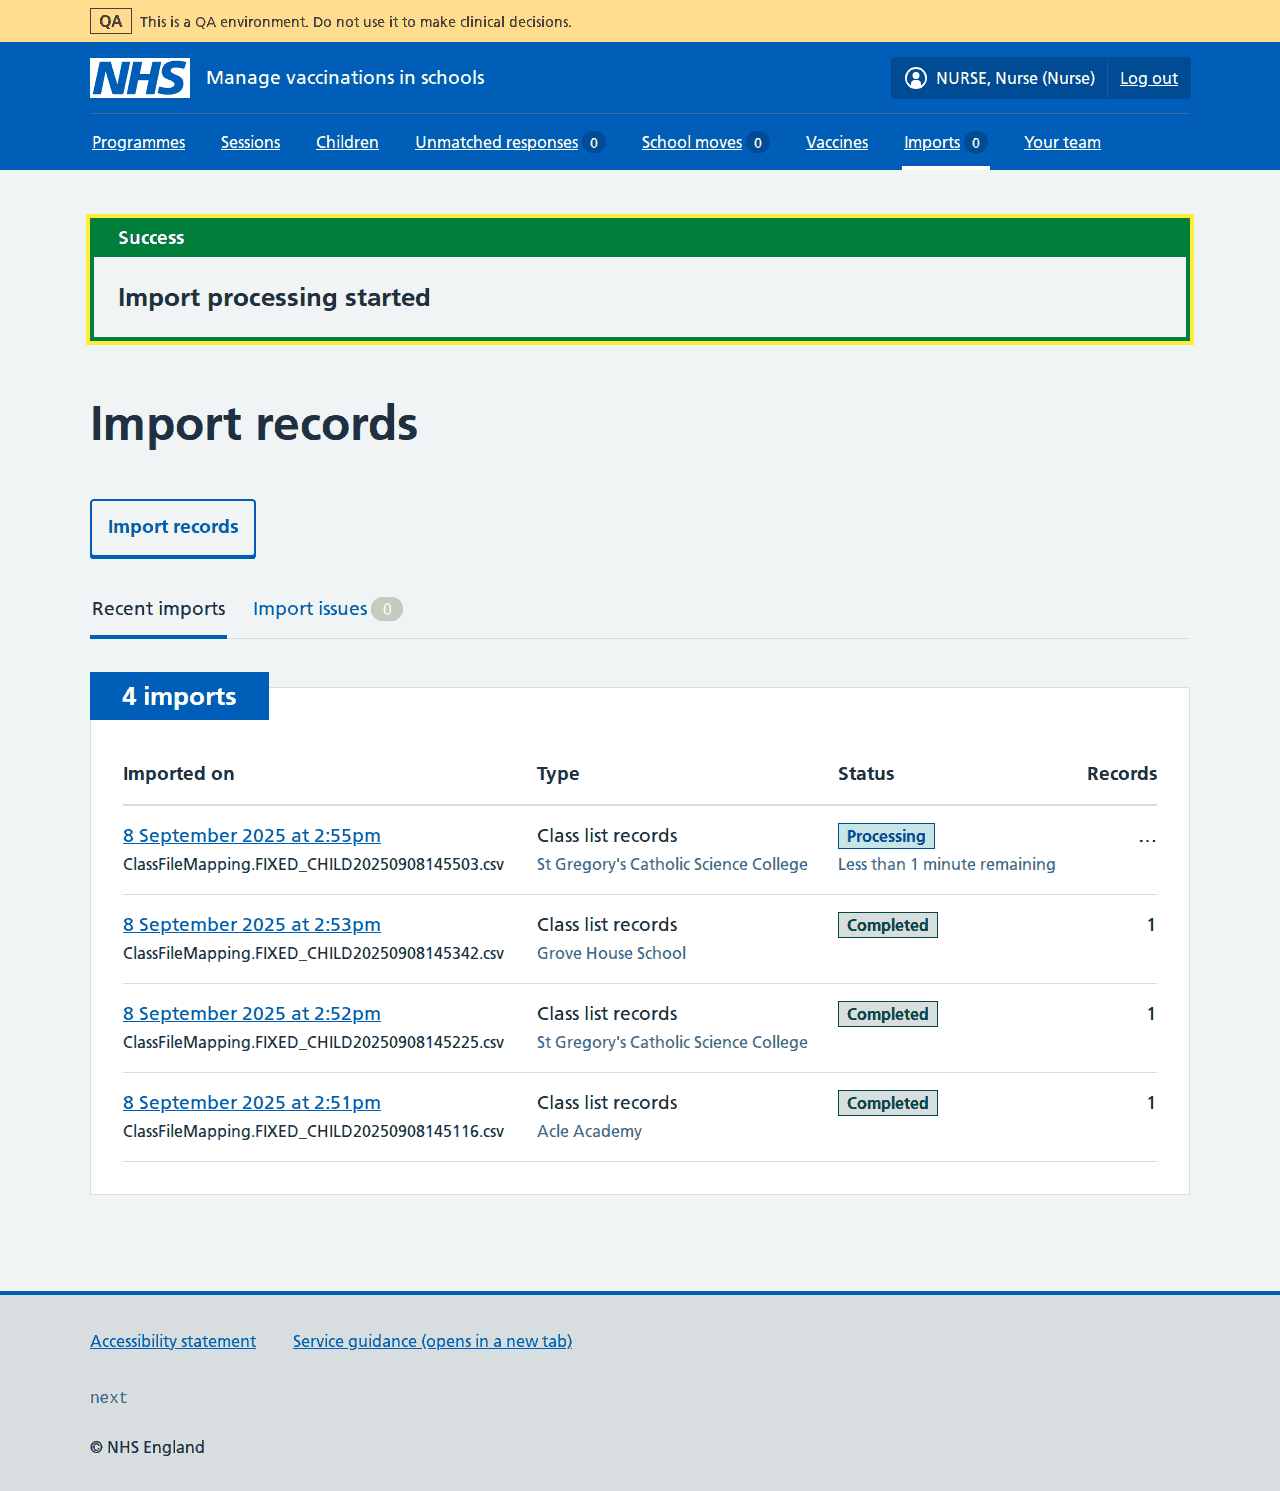 QA This is a QA environment. Do not use it to make clinical decisions.
NHS Manage vaccinations in schools NURSE, Nurse (Nurse) Log out
Programmes Sessions Children Unmatched responses 0 School moves 0 Vaccines Imports 0 Your team
Success
Import processing started
Import records
Import records
Recent imports Import issues 0
4 imports
Imported on Type Status Records
8 September 2025 at 2:55pm Class list records Processing ...
ClassFileMapping.FIXED_CHILD20250908145503.csv St Gregory's Catholic Science College Less than 1 minute remaining
8 September 2025 at 2:53pm Class list records Completed 1
ClassFileMapping.FIXED_CHILD20250908145342.csv Grove House School
8 September 2025 at 2:52pm Class list records Completed 1
ClassFileMapping.FIXED_CHILD20250908145225.csv St Gregory's Catholic Science College
8 September 2025 at 2:51pm Class list records Completed 1
ClassFileMapping.FIXED_CHILD20250908145116.csv Acle Academy
Accessibility statement Service guidance (opens in a new tab)
next
© NHS England